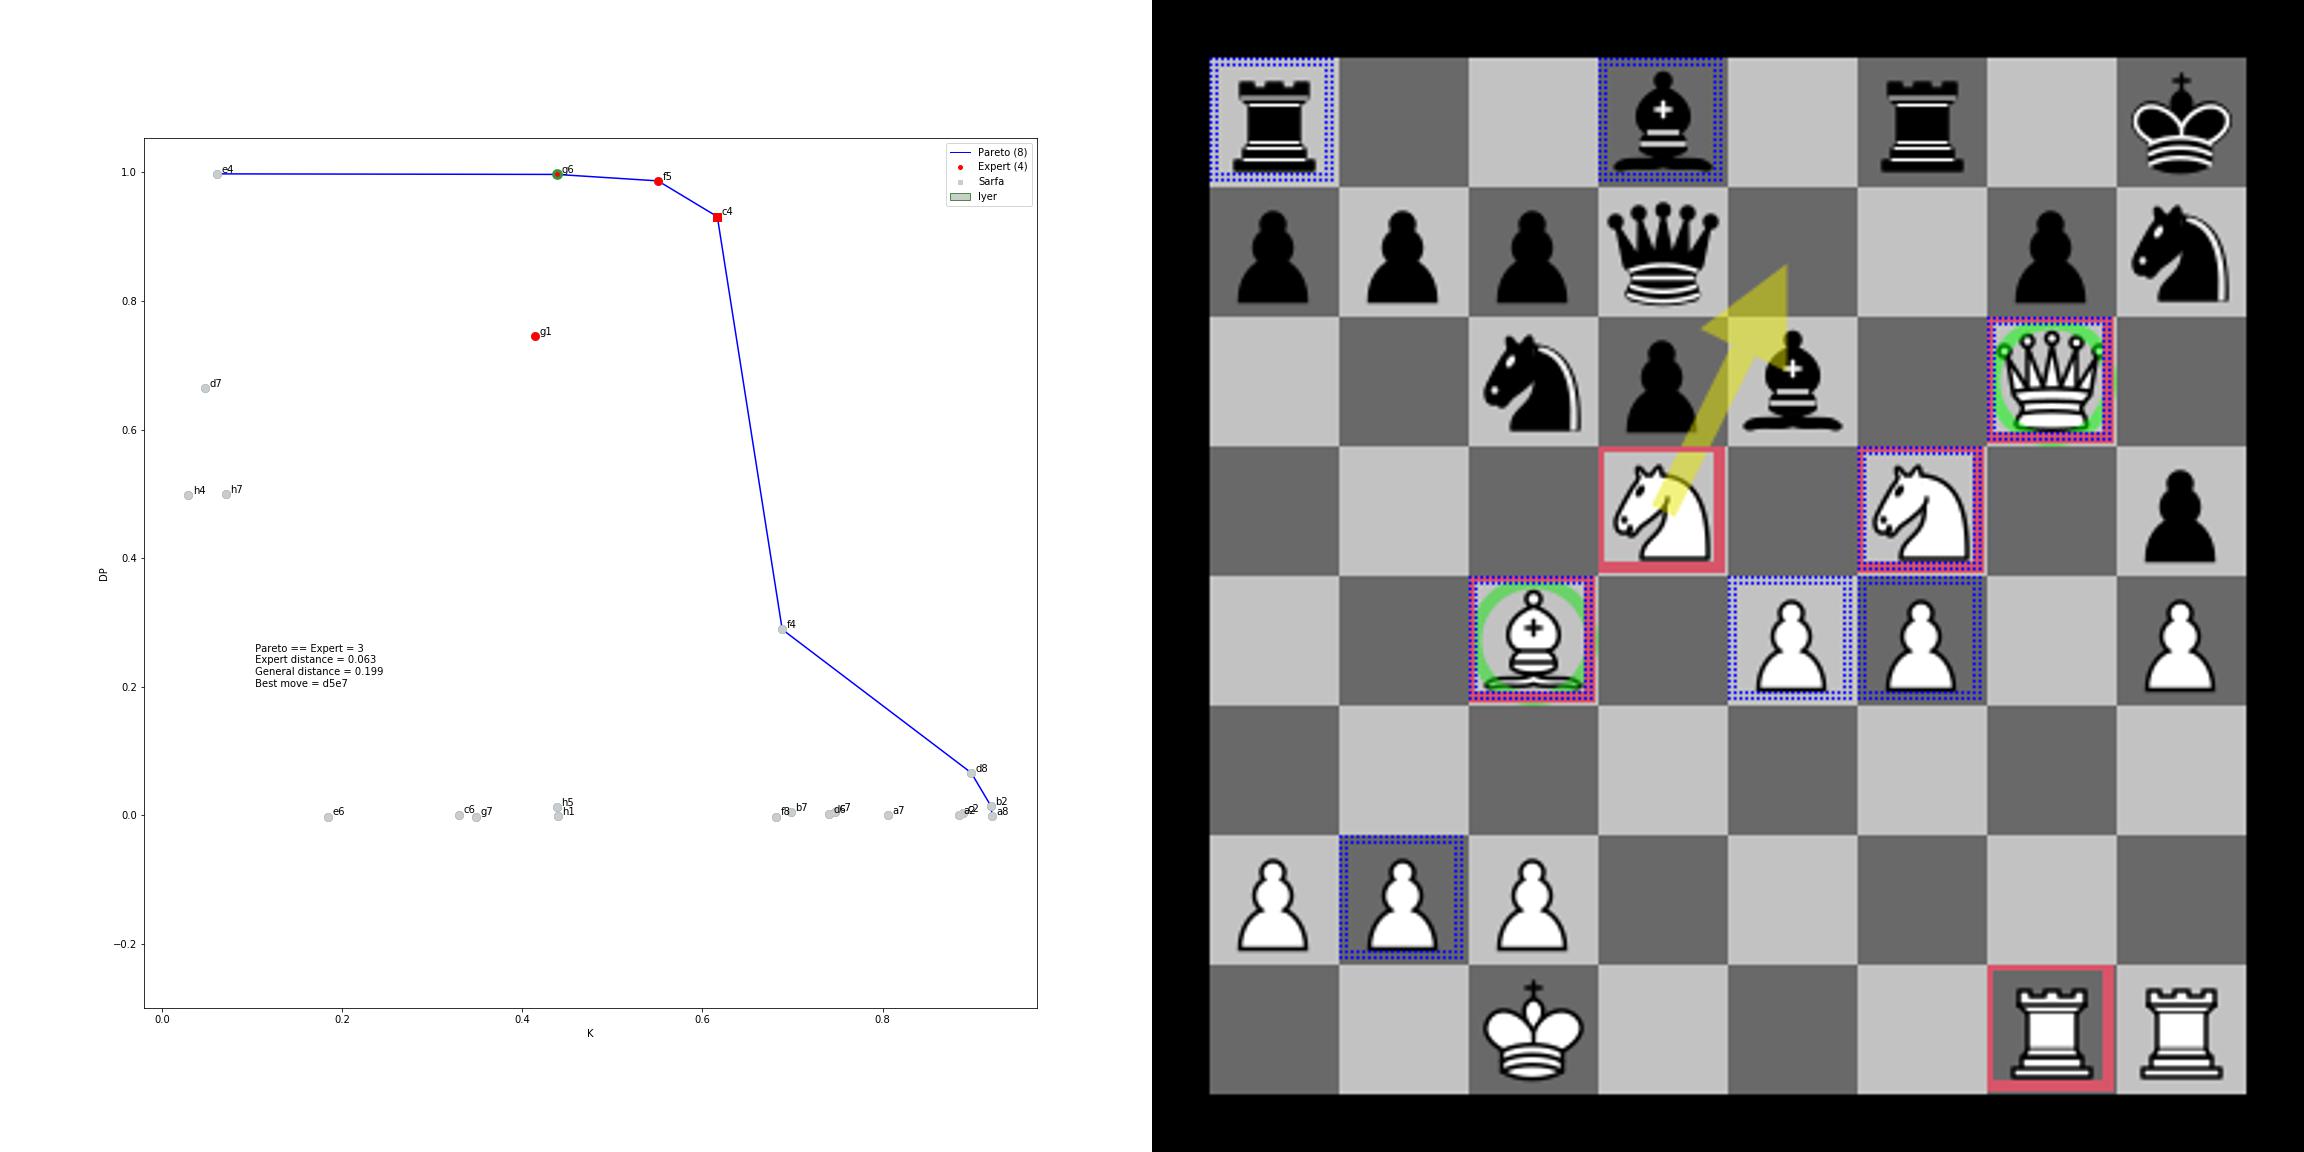 Pareto (8)
Expert (4)
Sarfa
Iyer
1.0
0.8
0.6
0.4
0.2
0.0
−0.2
DP
e4
g6
f5
c4
g1
d7
h4
h7
f4
Pareto == Expert = 3
Expert distance = 0.063
General distance = 0.199
Best move = d5e7
d8
b2
a8
e6
c6
g7
h5
h1
f8
b7
d6
c7
a7
a2
c2
0.0
0.2
0.4
0.6
0.8
K